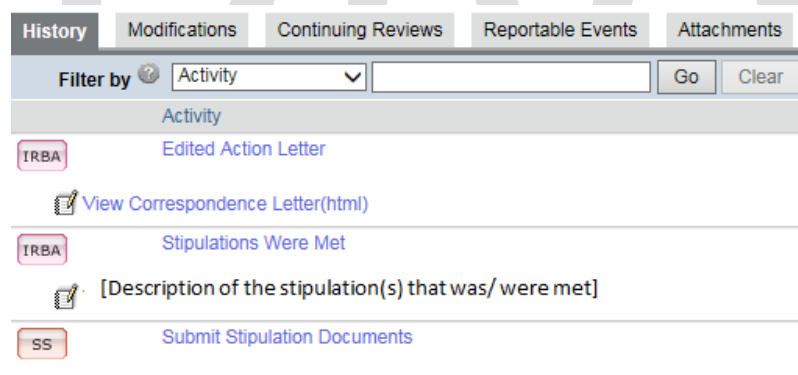 History Modifications Continuing Reviews Reportable Events Attachments
Filter by Activity Go Clear
Activity
IRBA Edited Action Letter
View Correspondence Letter(html)
IRBA Stipulations Were Met
[Description of the stipulation(s) that was/ were met]
SS Submit Stipulation Documents